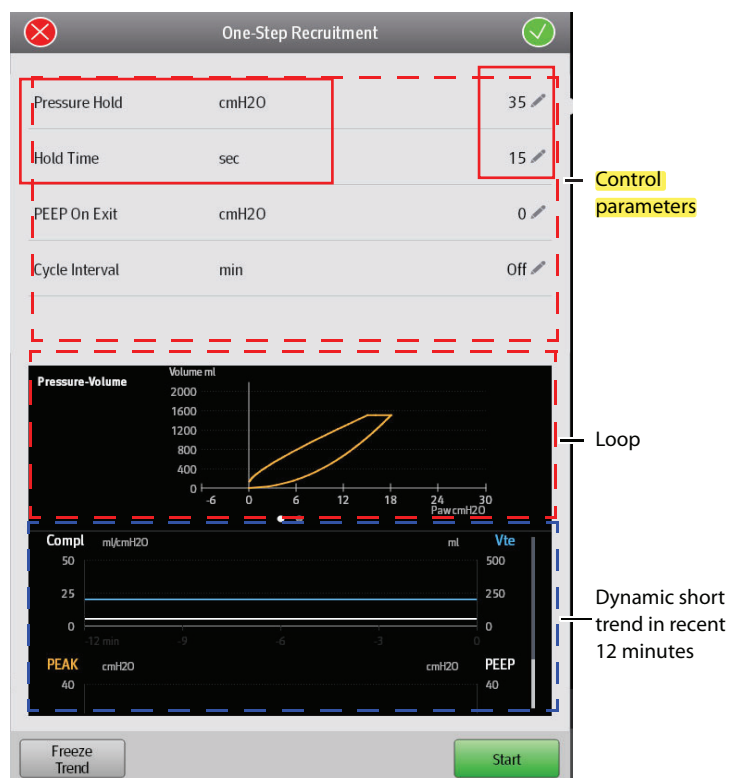 One-Step Recruitment
Pressure Hold cmH2O 35
Hold Time sec 15
PEEP On Exit cmH2O 0
Cycle Interval min Off
Control
parameters
Pressure-Volume
Volume ml
2000
1600
1200
800
400
0
-6 0 6 12 18 24 30
Paw cmH2O
Loop
Compl ml/cmH2O ml Vte
50 500
25 250
0 0
-12 min -9 -6 -3 0
PEAK cmH2O cmH2O PEEP
40 40
Dynamic short
trend in recent
12 minutes
Freeze
Trend
Start